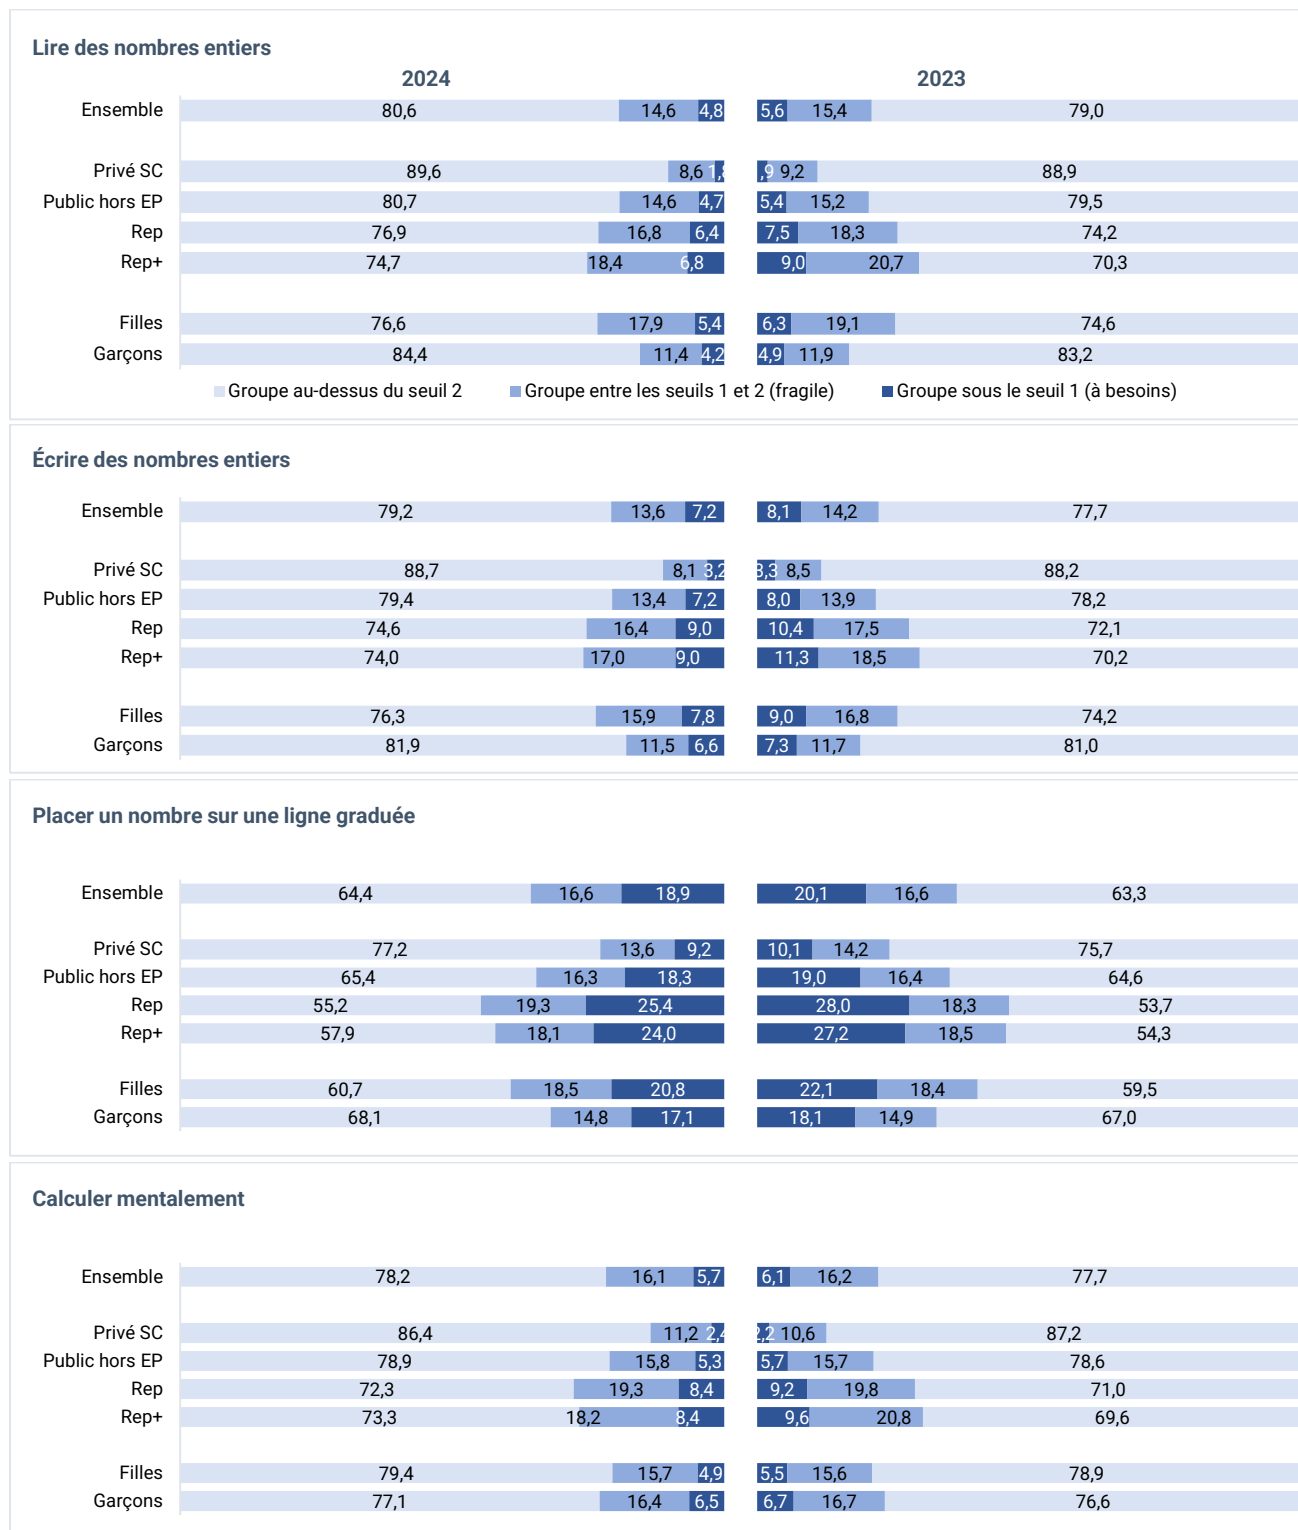 Lire des nombres entiers
2024 2023
Ensemble 80,6 14,6 4,8 5,6 15,4 79,0
Privé SC 89,6 8,6 9,2 88,9
Public hors EP 80,7 14,6 4,7 5,4 15,2 79,5
Rep 76,9 16,8 6,4 7,5 18,3 74,2
Rep+ 74,7 18,4 6,8 9,0 20,7 70,3
Filles 76,6 17,9 5,4 6,3 19,1 74,6
Garçons 84,4 11,4 4,2 4,9 11,9 83,2
Groupe au-dessus du seuil 2 Groupe entre les seuils 1 et 2 (fragile) Groupe sous le seuil 1 (à besoins)
Écrire des nombres entiers
Ensemble 79,2 13,6 7,2 8,1 14,2 77,7
Privé SC 88,7 8,1 3,2 3,3 8,5 88,2
Public hors EP 79,4 13,4 7,2 8,0 13,9 78,2
Rep 74,6 16,4 9,0 10,4 17,5 72,1
Rep+ 74,0 17,0 9,0 11,3 18,5 70,2
Filles 76,3 15,9 7,8 9,0 16,8 74,2
Garçons 81,9 11,5 6,6 7,3 11,7 81,0
Placer un nombre sur une ligne graduée
Ensemble 64,4 16,6 18,9 20,1 16,6 63,3
Privé SC 77,2 13,6 9,2 10,1 14,2 75,7
Public hors EP 65,4 16,3 18,3 19,0 16,4 64,6
Rep 55,2 19,3 25,4 28,0 18,3 53,7
Rep+ 57,9 18,1 24,0 27,2 18,5 54,3
Filles 60,7 18,5 20,8 22,1 18,4 59,5
Garçons 68,1 14,8 17,1 18,1 14,9 67,0
Calculer mentalement
Ensemble 78,2 16,1 5,7 6,1 16,2 77,7
Privé SC 86,4 11,2 2,4 2,2 10,6 87,2
Public hors EP 78,9 15,8 5,3 5,7 15,7 78,6
Rep 72,3 19,3 8,4 9,2 19,8 71,0
Rep+ 73,3 18,2 8,4 9,6 20,8 69,6
Filles 79,4 15,7 4,9 5,5 15,6 78,9
Garçons 77,1 16,4 6,5 6,7 16,7 76,6